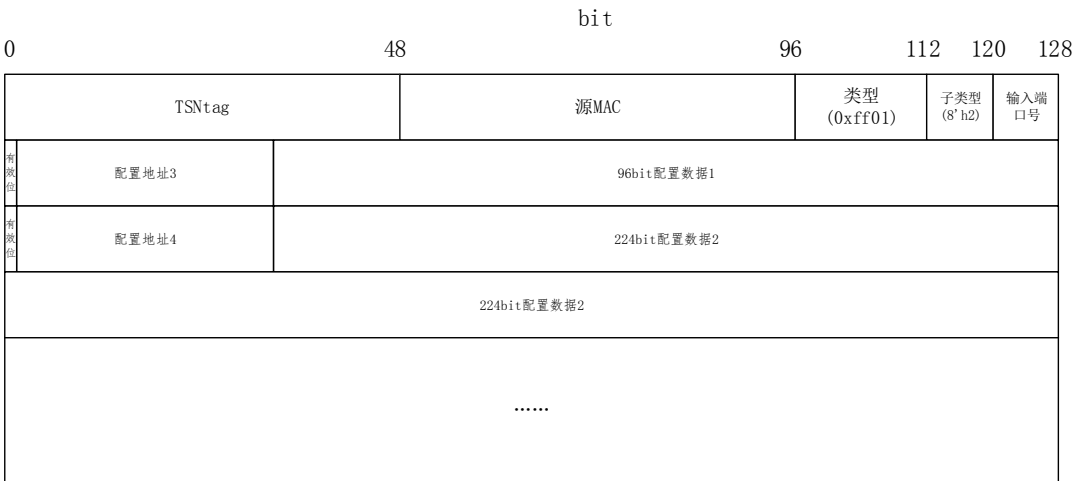 bit
0 48 96 112 120 128
TSNtag
源MAC
类型
(0xff01)
子类型
(8'h2)
输入端
口号
有
效
位
配置地址3
96bit配置数据1
有
效
位
配置地址4
224bit配置数据2
224bit配置数据2
……